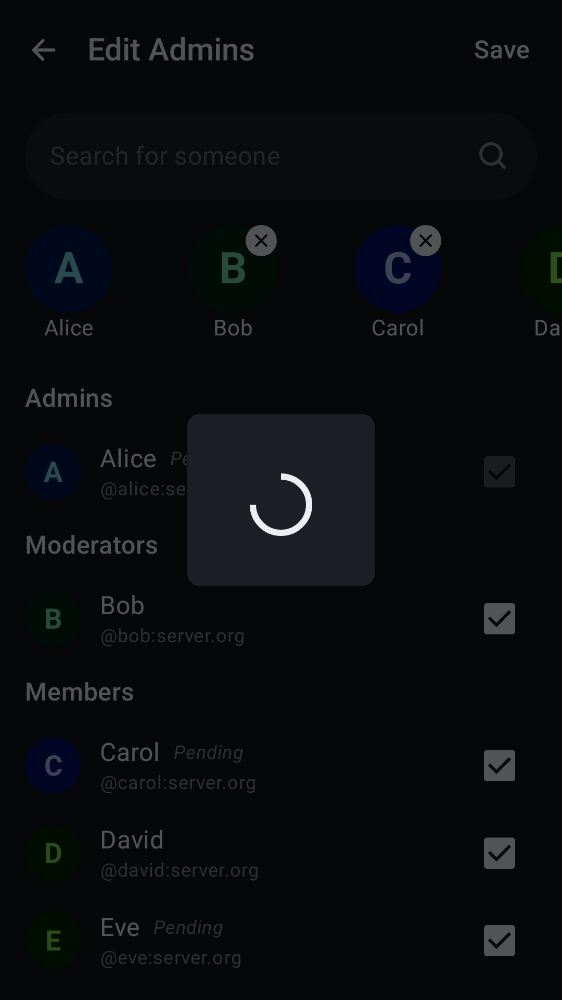 Edit Admins
Save
Search for someone
A
B
C
Alice
Bob
Carol
Da
Admins
A
Alice Pe
@alice:se
Moderators
B
Bob
@bob:server.org
Members
C
Carol Pending
@carol:server.org
D
David
@david:server.org
E
Eve Pending
@eve:server.org